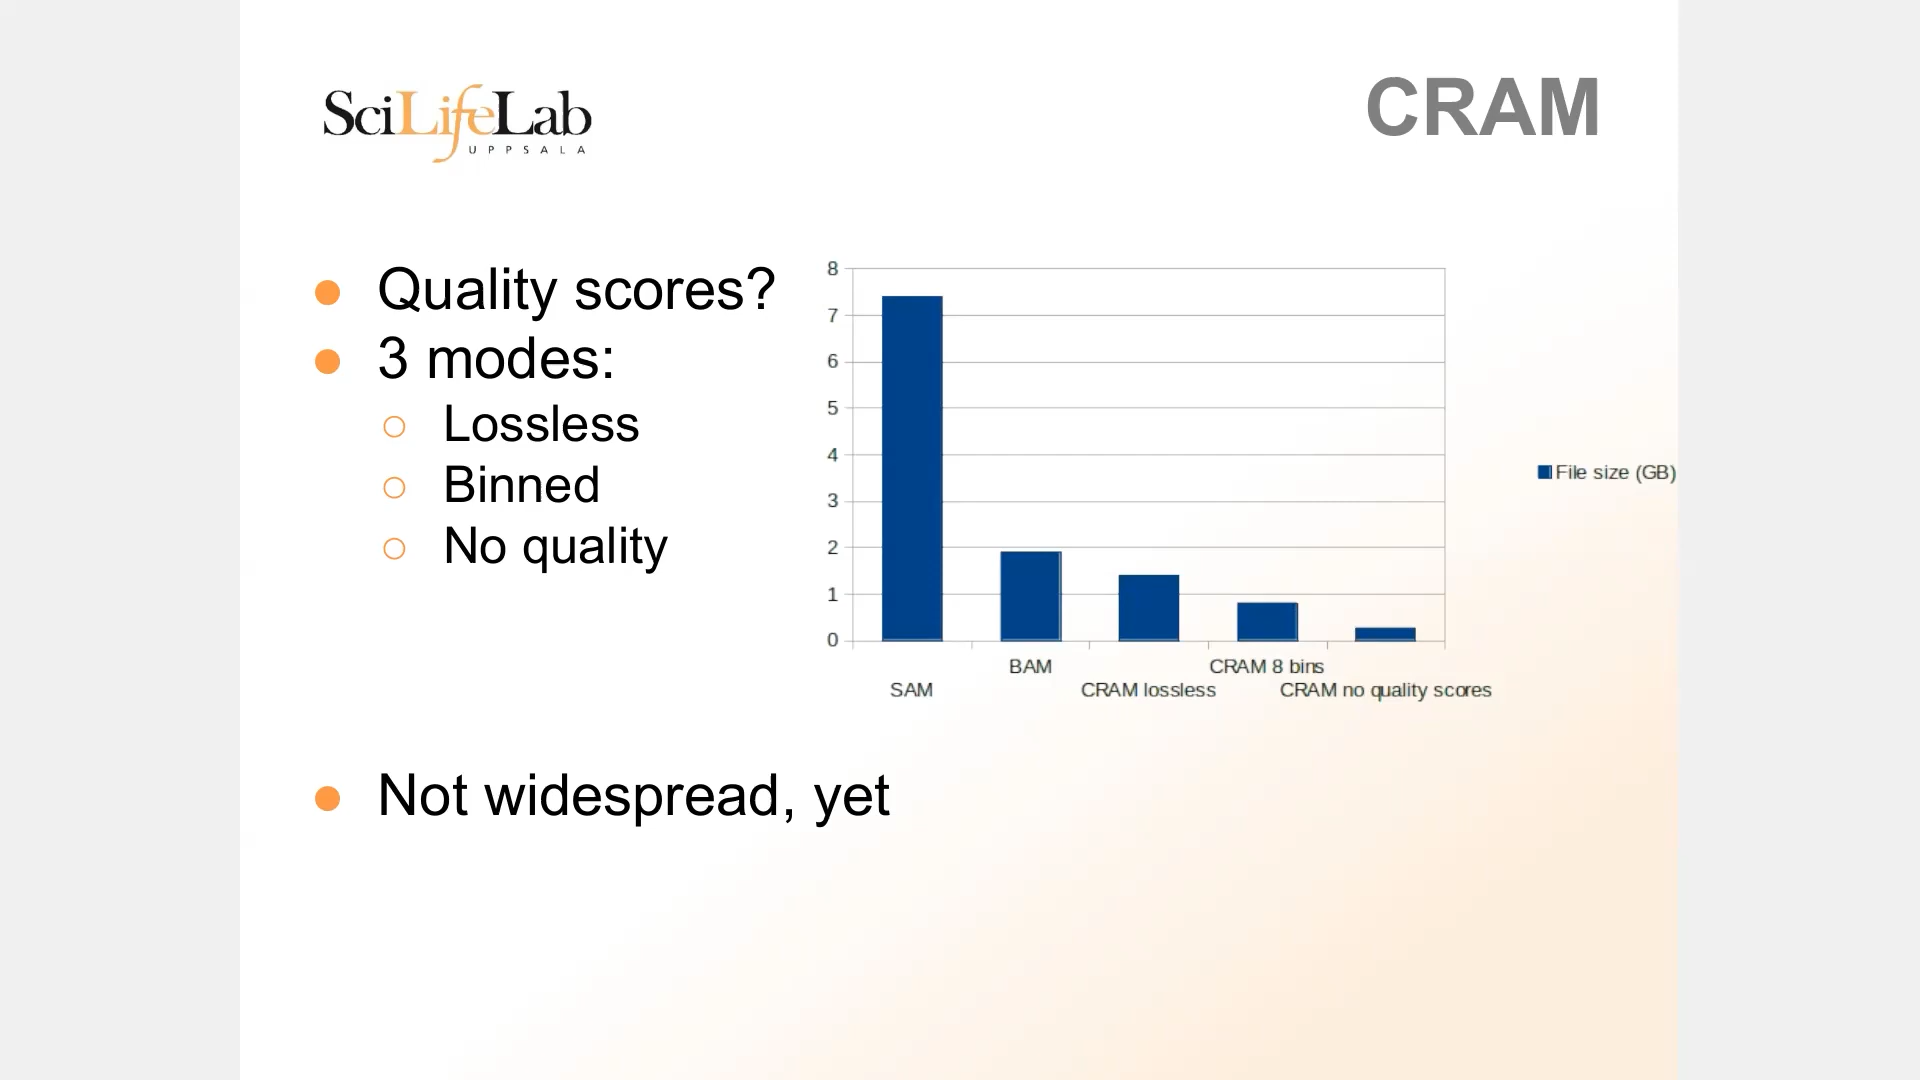 SciLifeLab
UPPSALA
CRAM
Quality scores?
3 modes:
Lossless
Binned
No quality
8
7
6
5
4
3
2
1
0
File size (GB)
BAM
CRAM 8 bins
SAM
CRAM lossless
CRAM no quality scores
Not widespread, yet